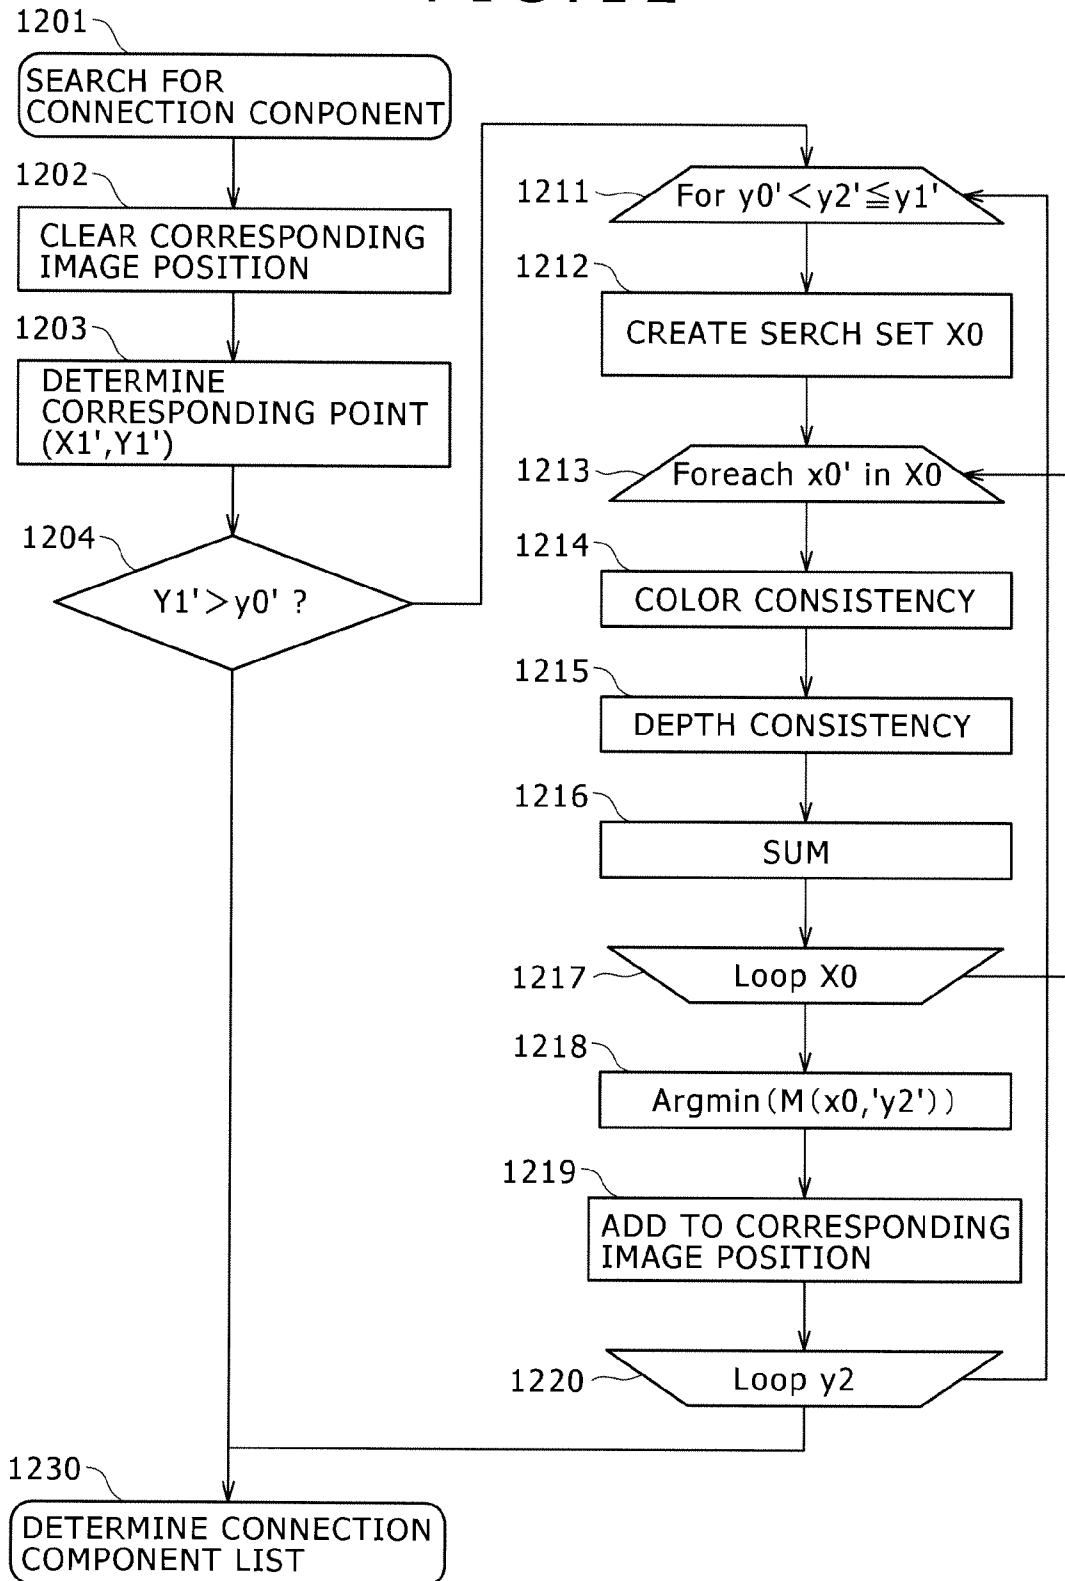 1201
SEARCH FOR
CONNECTION COMPONENT
1202
CLEAR CORRESPONDING
IMAGE POSITION
1203
DETERMINE
CORRESPONDING POINT
(X1',Y1')
1204
Y1'>y0' ?
1211
For y0'<y2'≦y1'
1212
CREATE SERCH SET X0
1213
Foreach x0' in X0
1214
COLOR CONSISTENCY
1215
DEPTH CONSISTENCY
1216
SUM
1217
Loop X0
1218
Argmin(M(x0,'y2'))
1219
ADD TO CORRESPONDING
IMAGE POSITION
1220
Loop y2
1230
DETERMINE CONNECTION
COMPONENT LIST